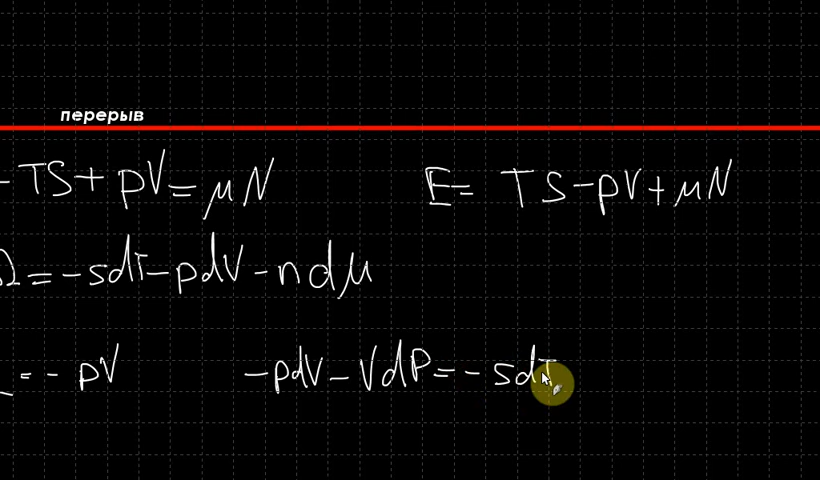 перерыв
- TS + pV = μN E = TS - pV + μN
Ω = - sdT - pdV - ndμ
= - pV - pdV - VdP = - sdT